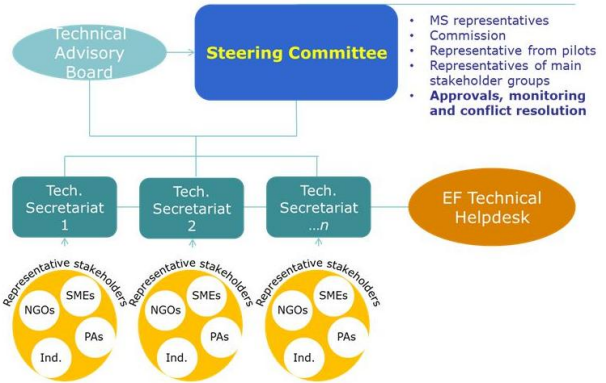 Technical
Advisory
Board
Steering Committee
• MS representatives
• Commission
• Representative from pilots
• Representatives of main
stakeholder groups
• Approvals, monitoring
and conflict resolution
Tech.
Secretariat
1
Tech.
Secretariat
2
Tech.
Secretariat
...n
EF Technical
Helpdesk
Representative stakeholders
NGOs
SMEs
PAs
Ind.
Representative stakeholders
NGOs
SMEs
PAs
Ind.
Representative stakeholders
NGOs
SMEs
PAs
Ind.